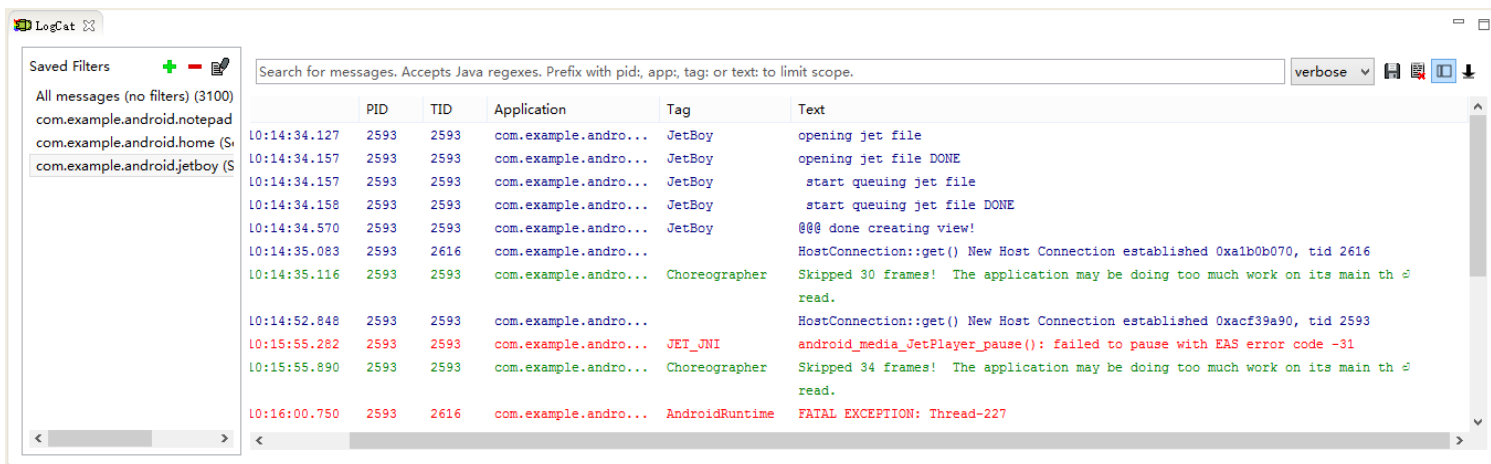 LogCat
Saved Filters
All messages (no filters) (3100)
com.example.android.notepad
com.example.android.home (S
com.example.android.jetboy (S
Search for messages. Accepts Java regexes. Prefix with pid:, app:, tag: or text: to limit scope.
verbose
PID TID Application Tag Text
10:14:34.127 2593 2593 com.example.andro... JetBoy opening jet file
10:14:34.157 2593 2593 com.example.andro... JetBoy opening jet file DONE
10:14:34.157 2593 2593 com.example.andro... JetBoy start queuing jet file
10:14:34.158 2593 2593 com.example.andro... JetBoy start queuing jet file DONE
10:14:34.570 2593 2593 com.example.andro... JetBoy @@@ done creating view!
10:14:35.083 2593 2616 com.example.andro... HostConnection::get() New Host Connection established 0xa1b0b070, tid 2616
10:14:35.116 2593 2593 com.example.andro... Choreographer Skipped 30 frames! The application may be doing too much work on its main th
read.
10:14:52.848 2593 2593 com.example.andro... HostConnection::get() New Host Connection established 0xacf39a90, tid 2593
10:15:55.282 2593 2593 com.example.andro... JET_JNI android_media_JetPlayer_pause(): failed to pause with EAS error code -31
10:15:55.890 2593 2593 com.example.andro... Choreographer Skipped 34 frames! The application may be doing too much work on its main th
read.
10:16:00.750 2593 2616 com.example.andro... AndroidRuntime FATAL EXCEPTION: Thread-227